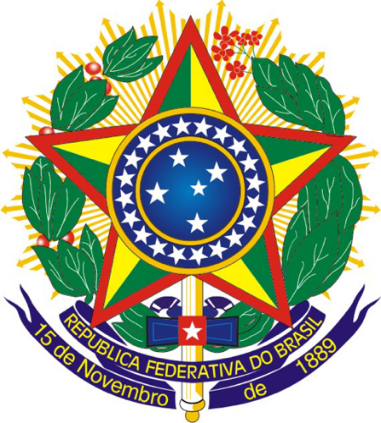 REPUBLICA FEDERATIVA DO BRASIL
15 de Novembro de 1889